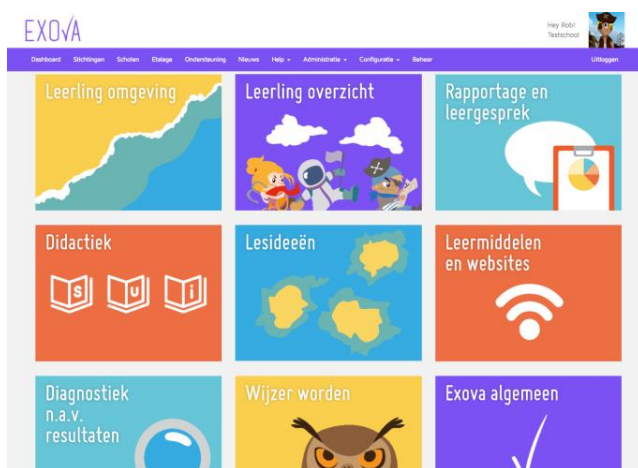 EXOVA
Hey Rob!
Testschool
Dashboard Stichtingen Scholen Etalage Ondersteuning Nieuws Help Administratie Configuratie Beheer Uitloggen
Leerling omgeving
Leerling overzicht
Rapportage en
leergesprek
Didactiek
S U i
Lesideeën
Leermiddelen
en websites
Diagnostiek
n.a.v.
resultaten
Wijzer worden
Exova algemeen